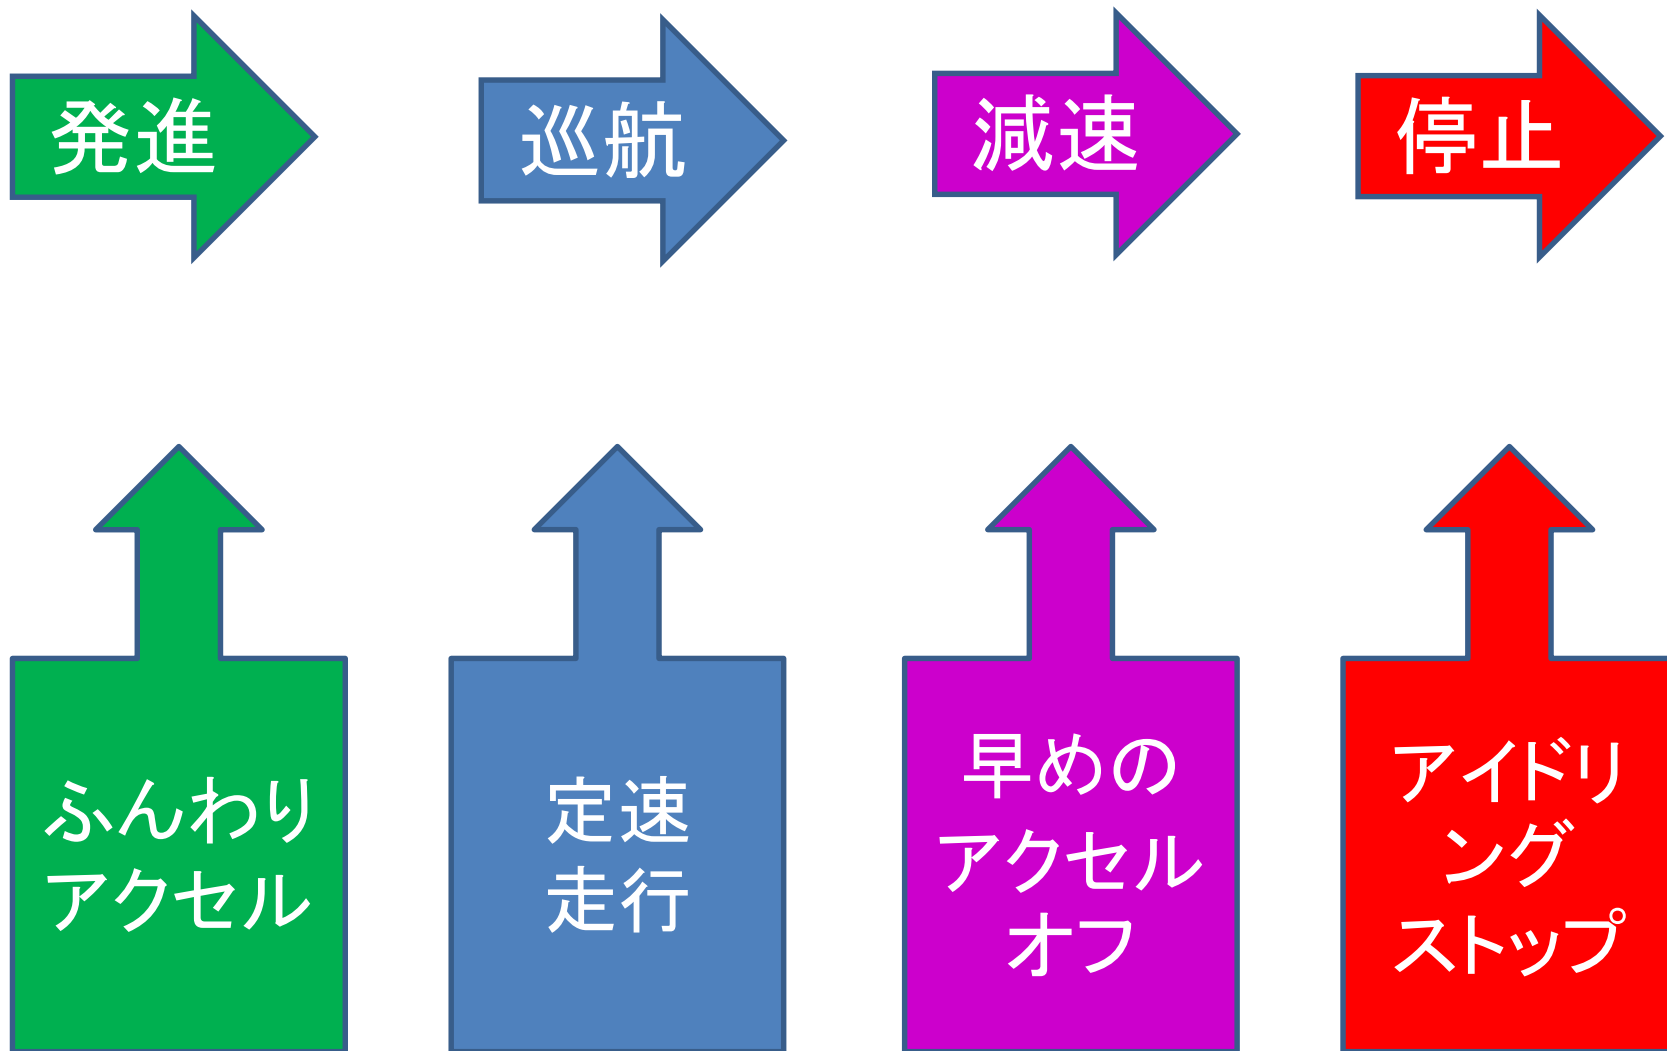 発進
巡航
減速
停止
ふんわり
アクセル
定速
走行
早めの
アクセル
オフ
アイドリ
ング
ストップ